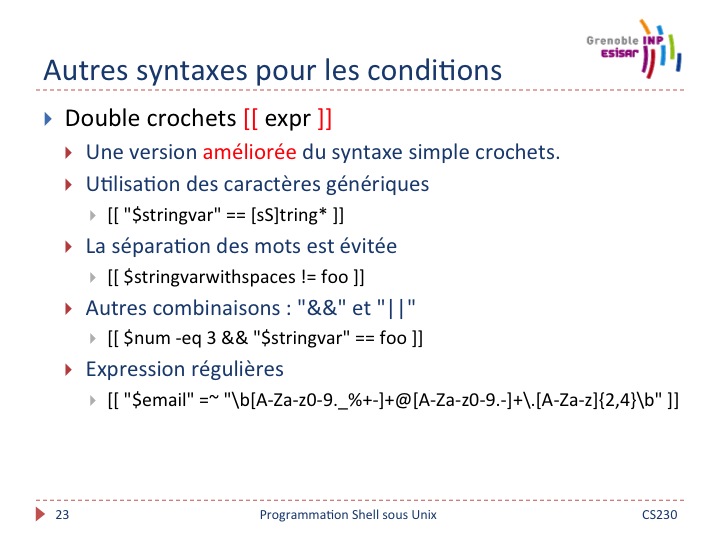 Grenoble INP
ESISAR
Autres syntaxes pour les conditions
Double crochets [[ expr ]]
Une version améliorée du syntaxe simple crochets.
Utilisation des caractères génériques
[[ "$stringvar" == [sS]tring* ]]
La séparation des mots est évitée
[[ $stringvarwithspaces != foo ]]
Autres combinaisons : "&&" et "||"
[[ $num -eq 3 && "$stringvar" == foo ]]
Expression régulières
[[ "$email" =~ "\b[A-Za-z0-9._%+-]+@[A-Za-z0-9.-]+\.[A-Za-z]{2,4}\b" ]]
23 Programmation Shell sous Unix CS230